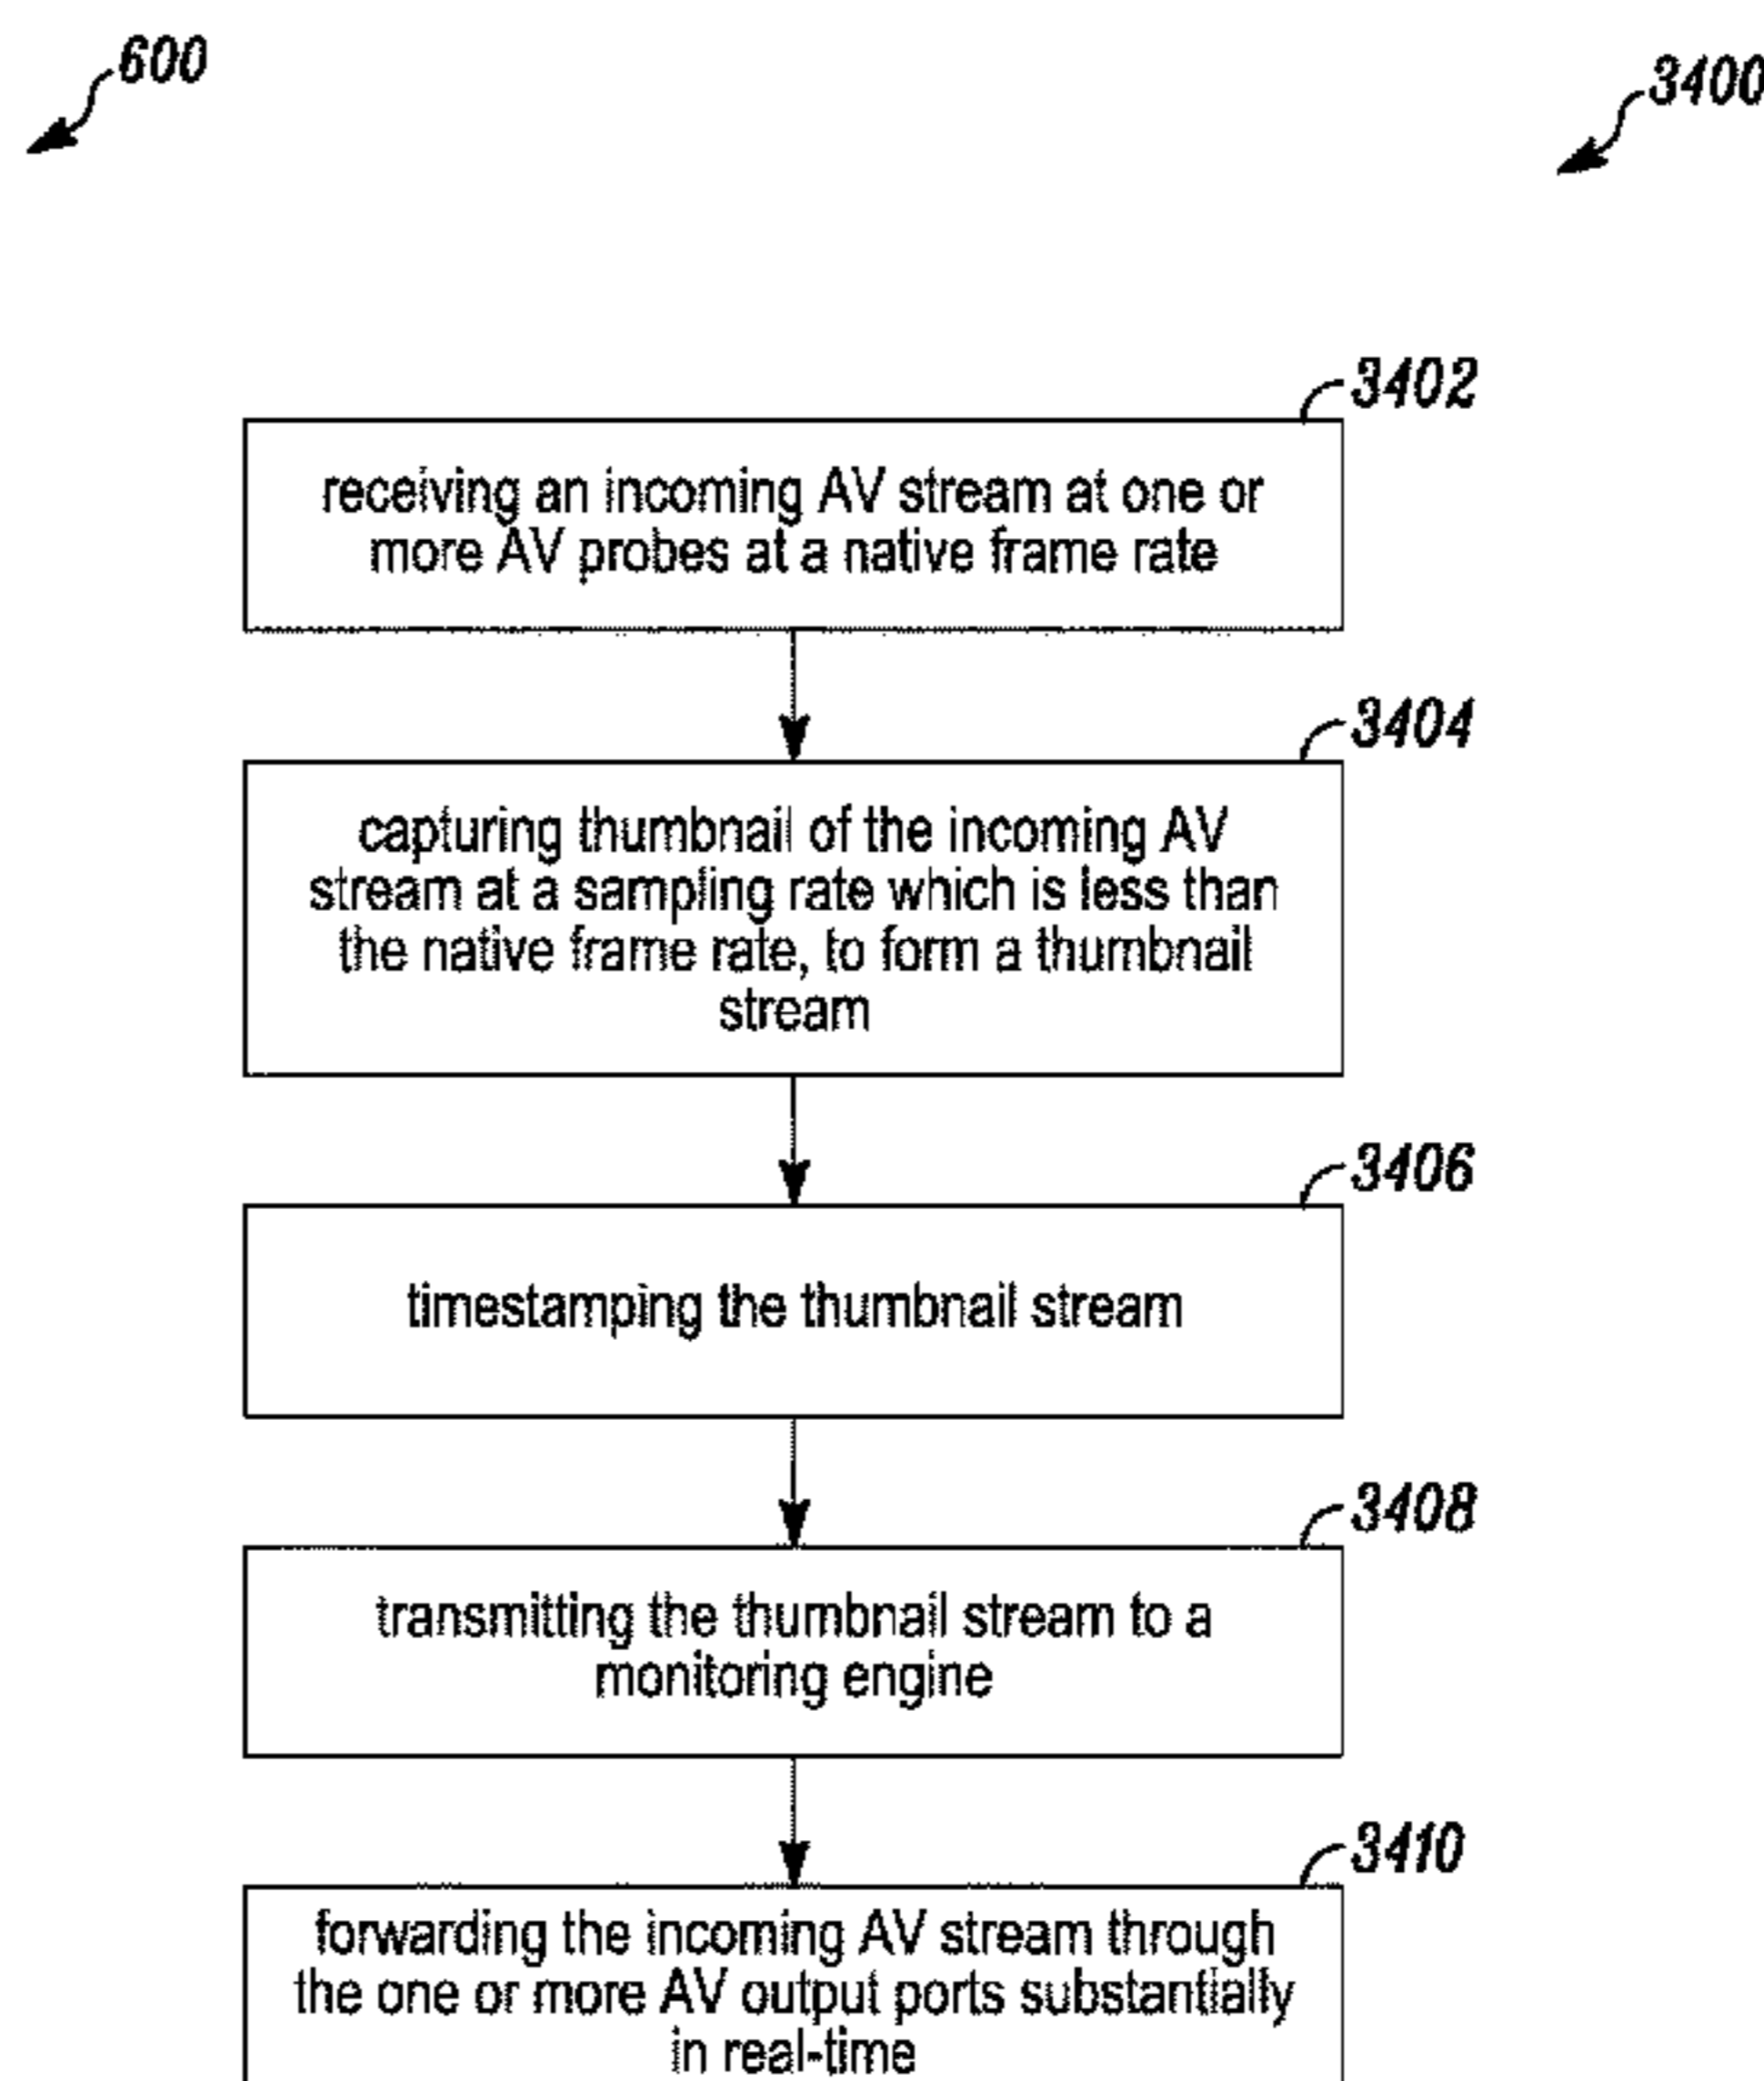 600
3400
3402
receiving an incoming AV stream at one or
more AV probes at a native frame rate
3404
capturing thumbnail of the incoming AV
stream at a sampling rate which is less than
the native frame rate, to form a thumbnail
stream
3406
timestamping the thumbnail stream
3408
transmitting the thumbnail stream to a
monitoring engine
3410
forwarding the incoming AV stream through
the one or more AV output ports substantially
in real-time